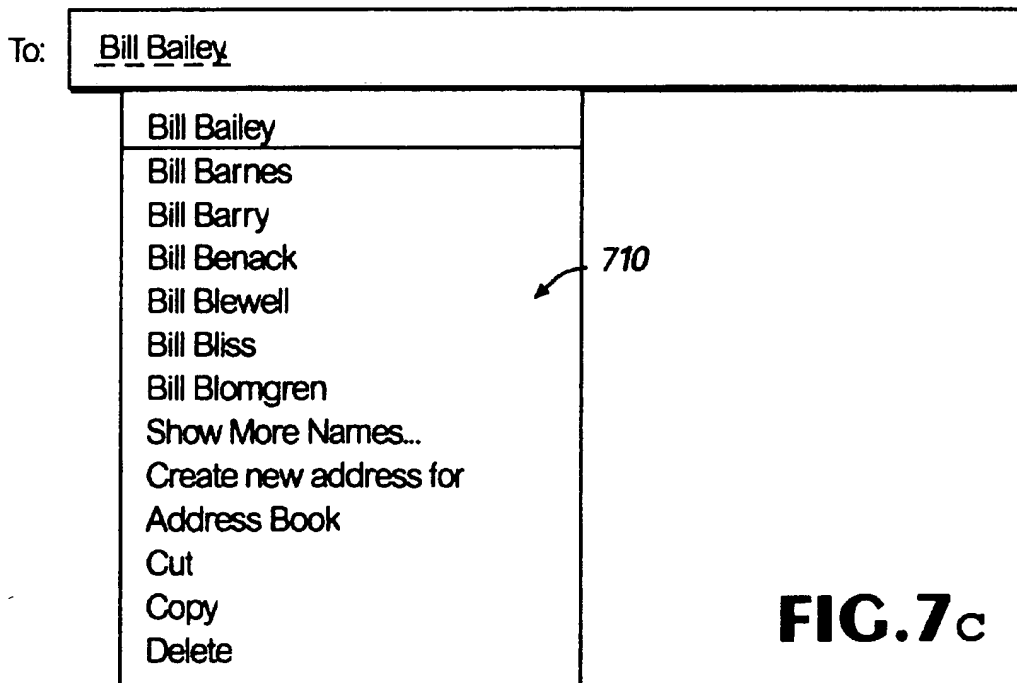 To: Bill Bailey
Bill Bailey
Bill Barnes
Bill Barry
Bill Benack
710
Bill Blewell
Bill Bliss
Bill Blomgren
Show More Names...
Create new address for
Address Book
Cut
Copy
Delete
FIG.7c